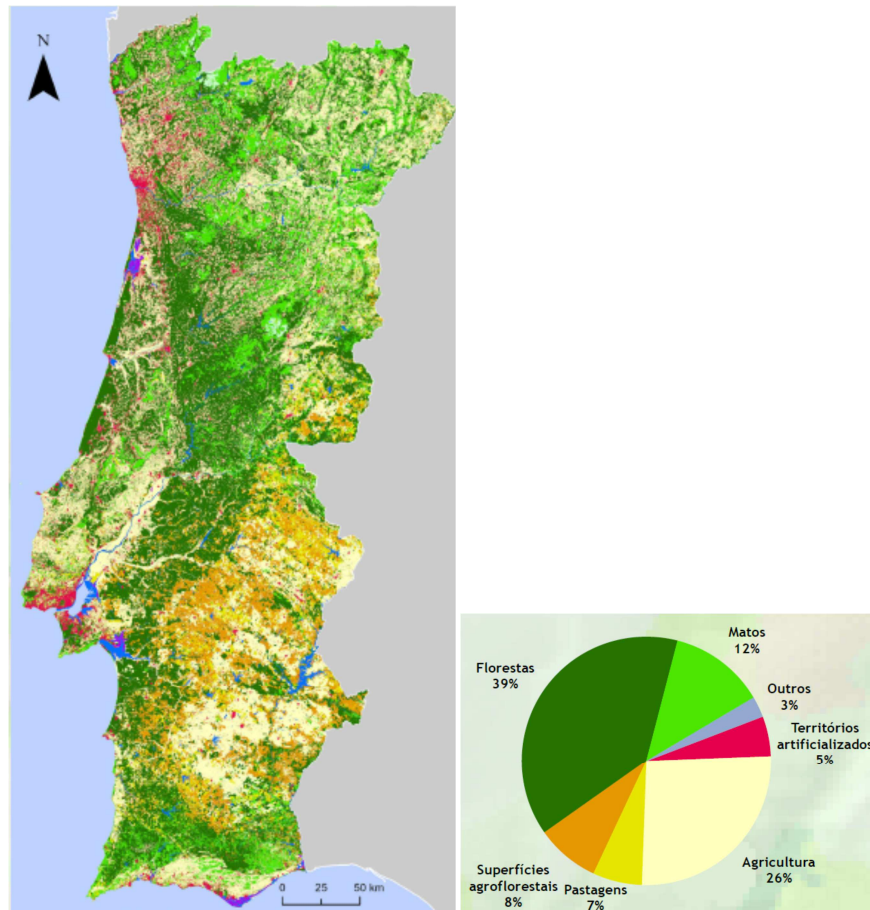 N
0 25 50 km
Florestas
39%
Matos
12%
Outros
3%
Territórios
artificializados
5%
Agricultura
26%
Pastagens
7%
Superfícies
agroflorestais
8%